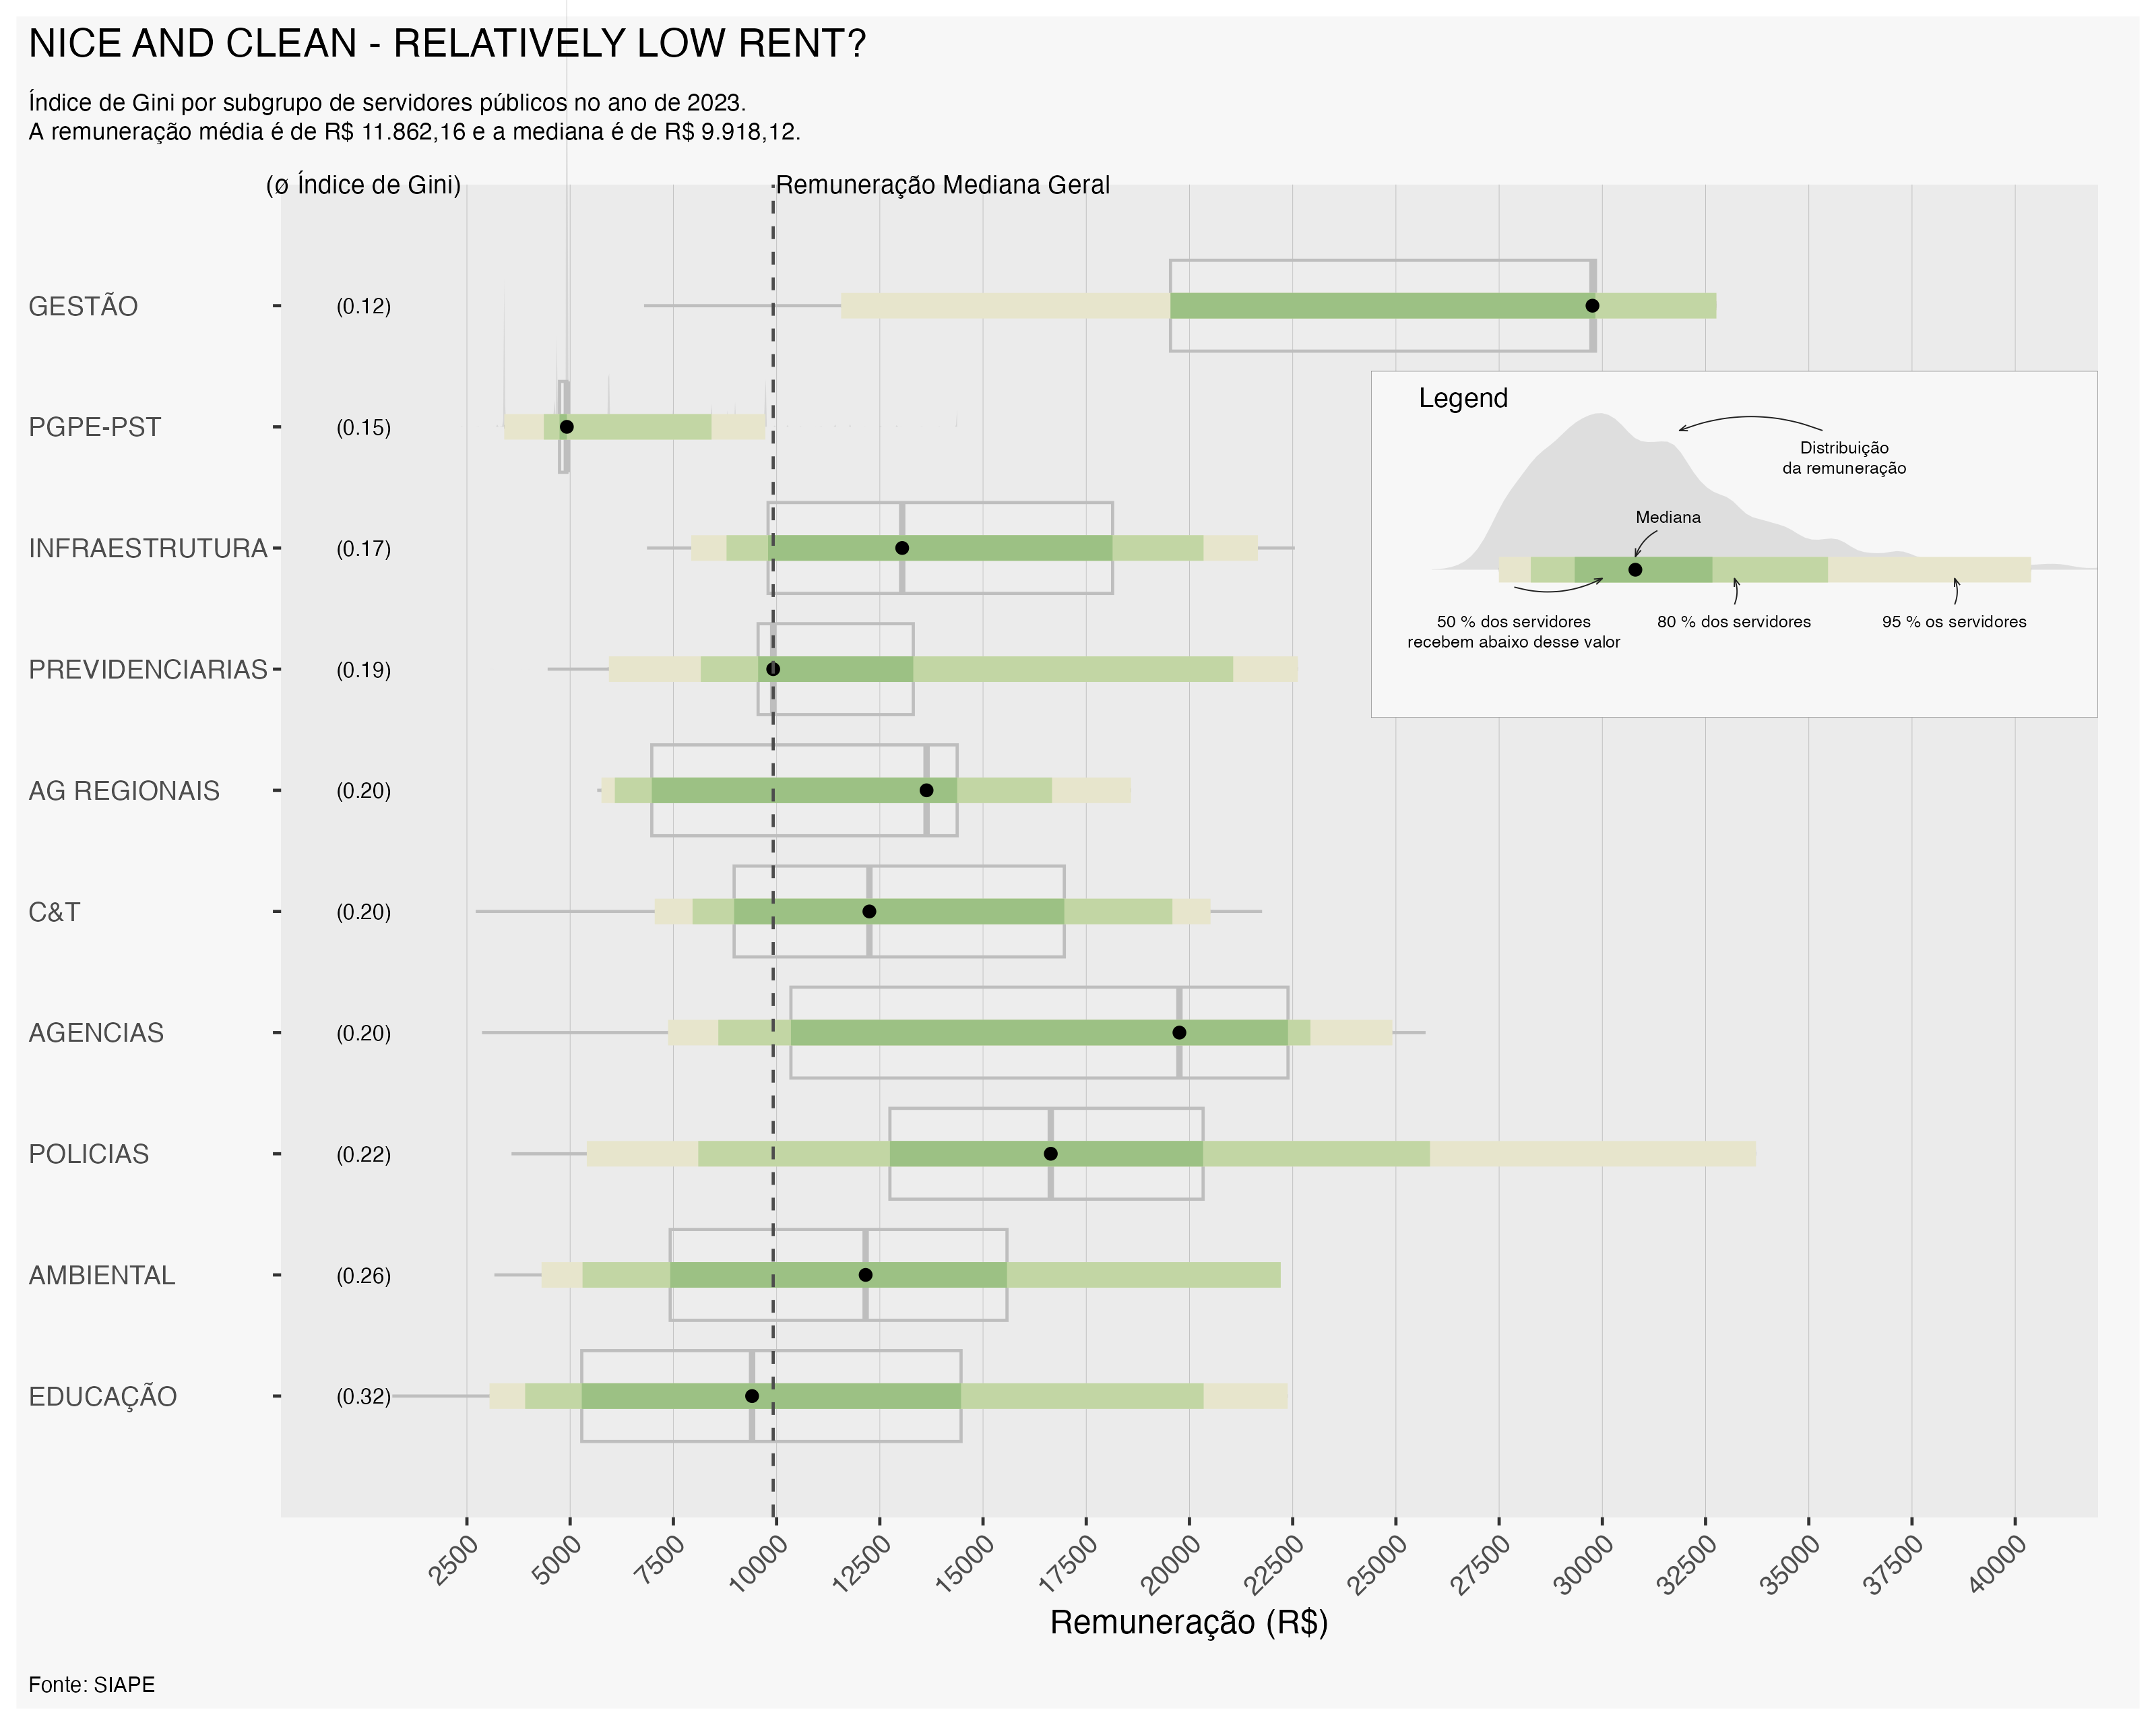 NICE AND CLEAN - RELATIVELY LOW RENT?
Índice de Gini por subgrupo de servidores públicos no ano de 2023.
A remuneração média é de R$ 11.862,16 e a mediana é de R$ 9.918,12.
(ø Índice de Gini)
Remuneração Mediana Geral
GESTÃO (0.12)
PGPE-PST (0.15)
INFRAESTRUTURA (0.17)
PREVIDENCIARIAS (0.19)
AG REGIONAIS (0.20)
C&T (0.20)
AGENCIAS (0.20)
POLICIAS (0.22)
AMBIENTAL (0.26)
EDUCAÇÃO (0.32)
Legend
Distribuição
da remuneração
Mediana
50 % dos servidores
recebem abaixo desse valor
80 % dos servidores
95 % os servidores
2500 5000 7500 10000 12500 15000 17500 20000 22500 25000 27500 30000 32500 35000 37500 40000
Remuneração (R$)
Fonte: SIAPE